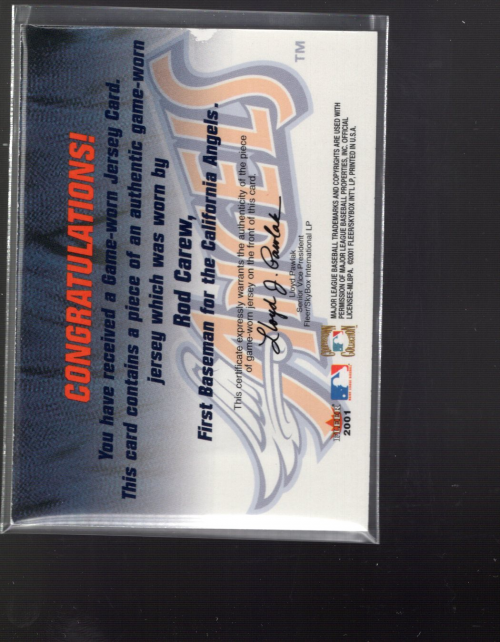 CONGRATULATIONS!
You have received a Game-worn Jersey Card.
This card contains a piece of an authentic game-worn
jersey which was worn by
Rod Carew,
First Baseman for the California Angels.
This certificate expressly warrants the authenticity of the piece
of game-worn jersey on the front of this card.
Lloyd J. Pawlak
Lloyd Pawlak
Senior Vice President
Fleer/SkyBox International LP
ANGELS
TM
FLEER
2001
MAJOR LEAGUE BASEBALL TRADEMARKS AND COPYRIGHTS ARE USED WITH
PERMISSION OF MAJOR LEAGUE BASEBALL PROPERTIES, INC. OFFICIAL
LICENSEE-MLBPA. ©2001 FLEER/SKYBOX INT'L LP, PRINTED IN U.S.A.